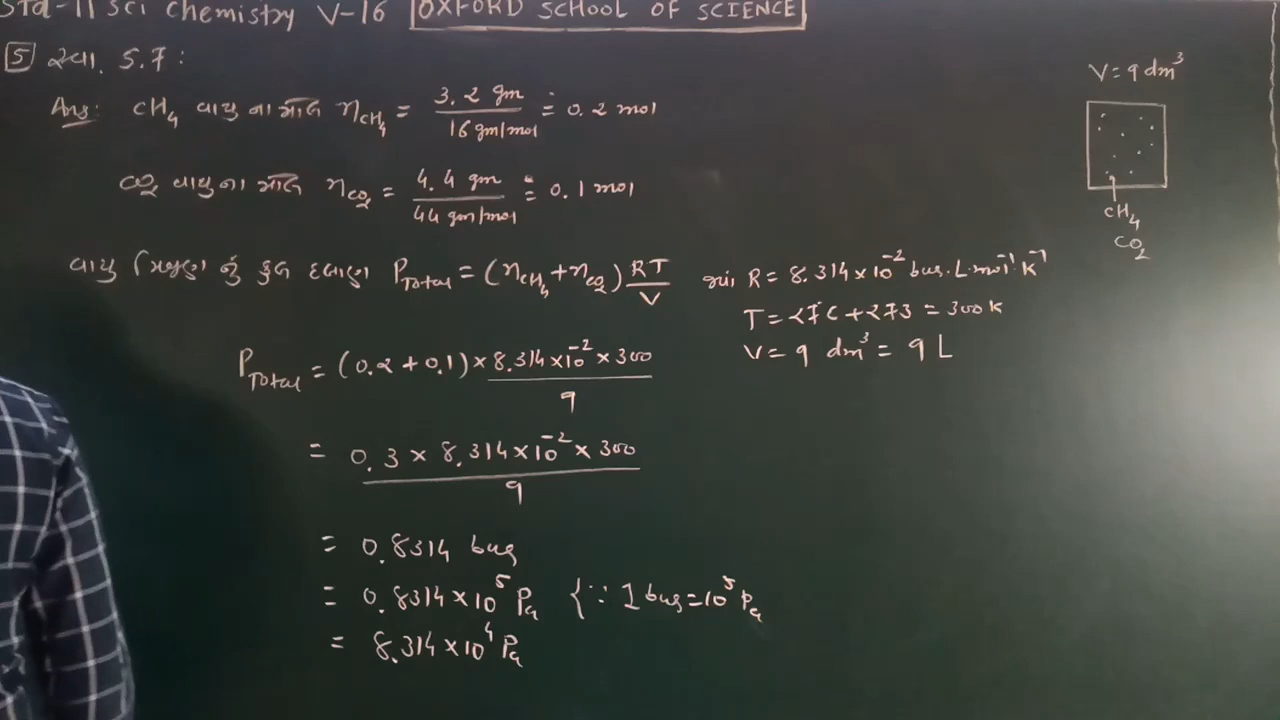 Std-11 Sci Chemistry V-16 OXFORD SCHOOL OF SCIENCE
5 સ્વા. 5.7 :
V = 9 dm³
Ans: CH₄ વાયુના મોલ n_CH₄ = 3.2 gm / 16 gm/mol = 0.2 mol
CO₂ વાયુના મોલ n_CO₂ = 4.4 gm / 44 gm/mol = 0.1 mol
CH₄
CO₂
વાયુ મિશ્રણનું કુલ દબાણ P_Total = (n_CH₄ + n_CO₂) RT / V
R = 8.314 × 10⁻² bar·L·mol⁻¹·K⁻¹
T = 27°C + 273 = 300 K
V = 9 dm³ = 9 L
P_Total = (0.2 + 0.1) × 8.314 × 10⁻² × 300 / 9
= 0.3 × 8.314 × 10⁻² × 300 / 9
= 0.8314 bar
= 0.8314 × 10⁵ Pa { ∵ 1 bar = 10⁵ Pa
= 8.314 × 10⁴ Pa